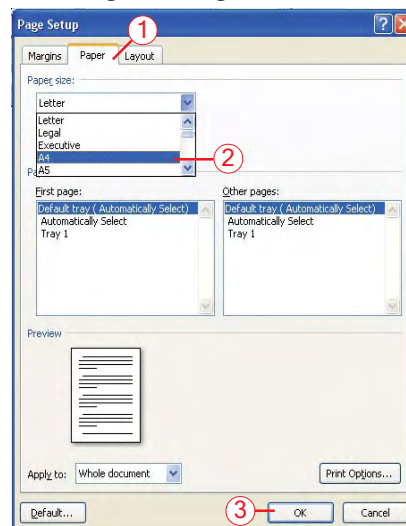 Page Setup
1
Margins Paper Layout
Paper size:
Letter
Letter
Legal
Executive
A4
2
A5
First page: Other pages:
Default tray ( Automatically Select) Default tray ( Automatically Select)
Automatically Select Automatically Select
Tray 1 Tray 1
Preview
Apply to: Whole document Print Options...
3
Default... OK Cancel